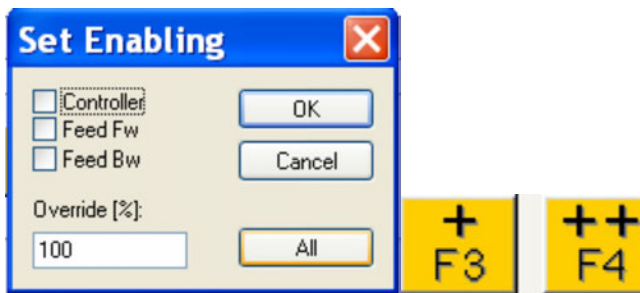 Set Enabling
Controller
Feed Fw
Feed Bw
OK
Cancel
Override [%]:
100
All
+
F3
++
F4